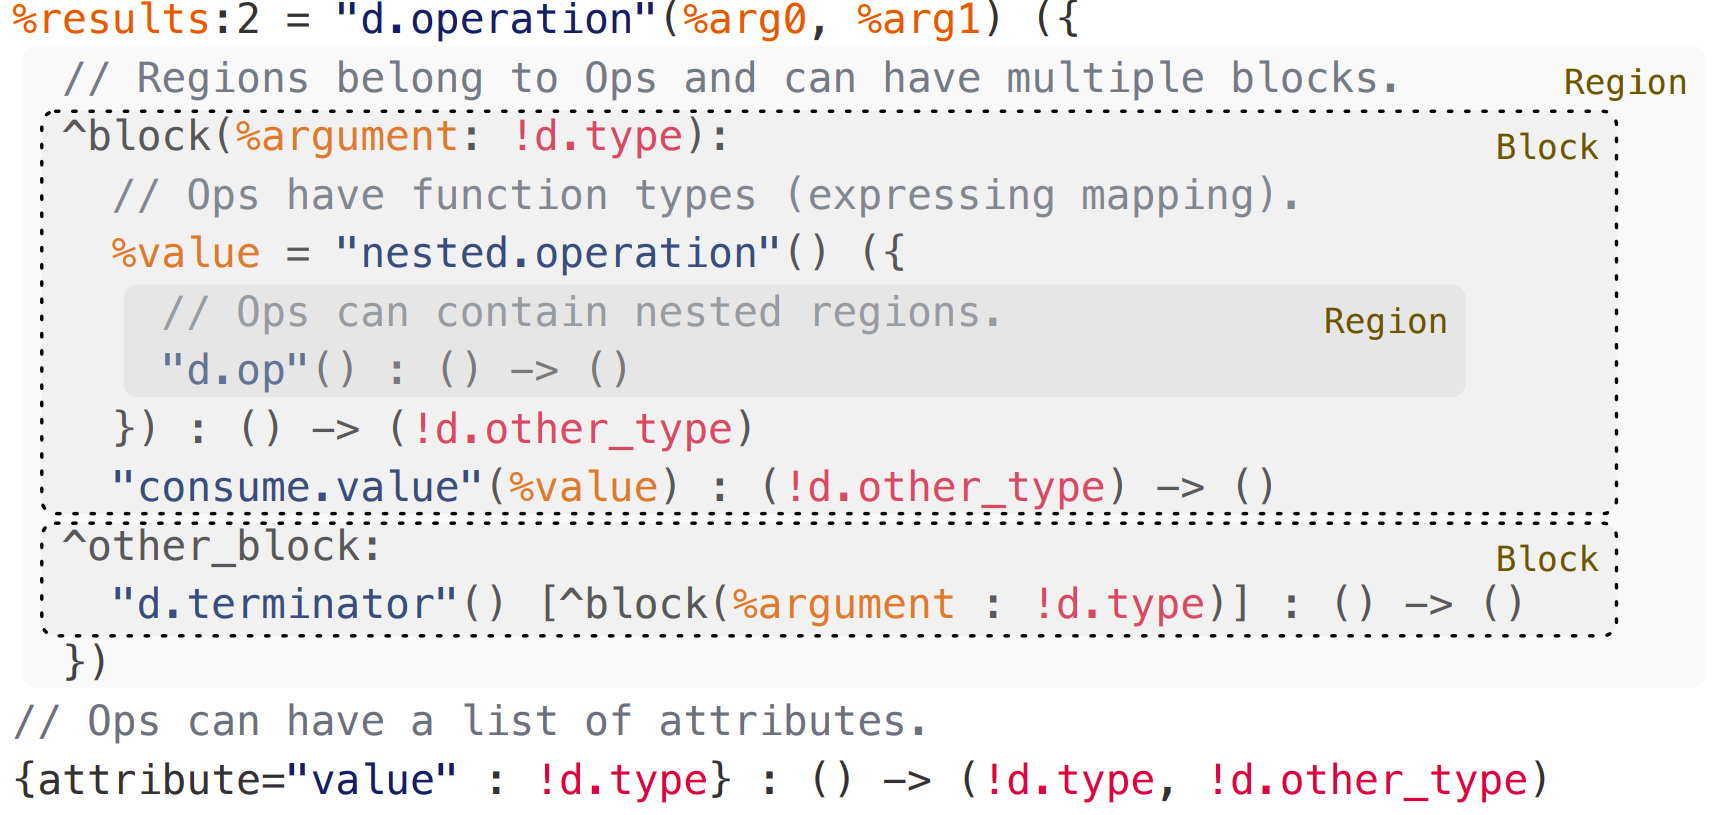 %results:2 = "d.operation"(%arg0, %arg1) ({
// Regions belong to Ops and can have multiple blocks. Region
^block(%argument: !d.type): Block
// Ops have function types (expressing mapping).
%value = "nested.operation"() ({
// Ops can contain nested regions. Region
"d.op"() : () −> ()
}) : () −> (!d.other_type)
"consume.value"(%value) : (!d.other_type) −> ()
^other_block: Block
"d.terminator"() [^block(%argument : !d.type)] : () −> ()
})
// Ops can have a list of attributes.
{attribute="value" : !d.type} : () −> (!d.type, !d.other_type)